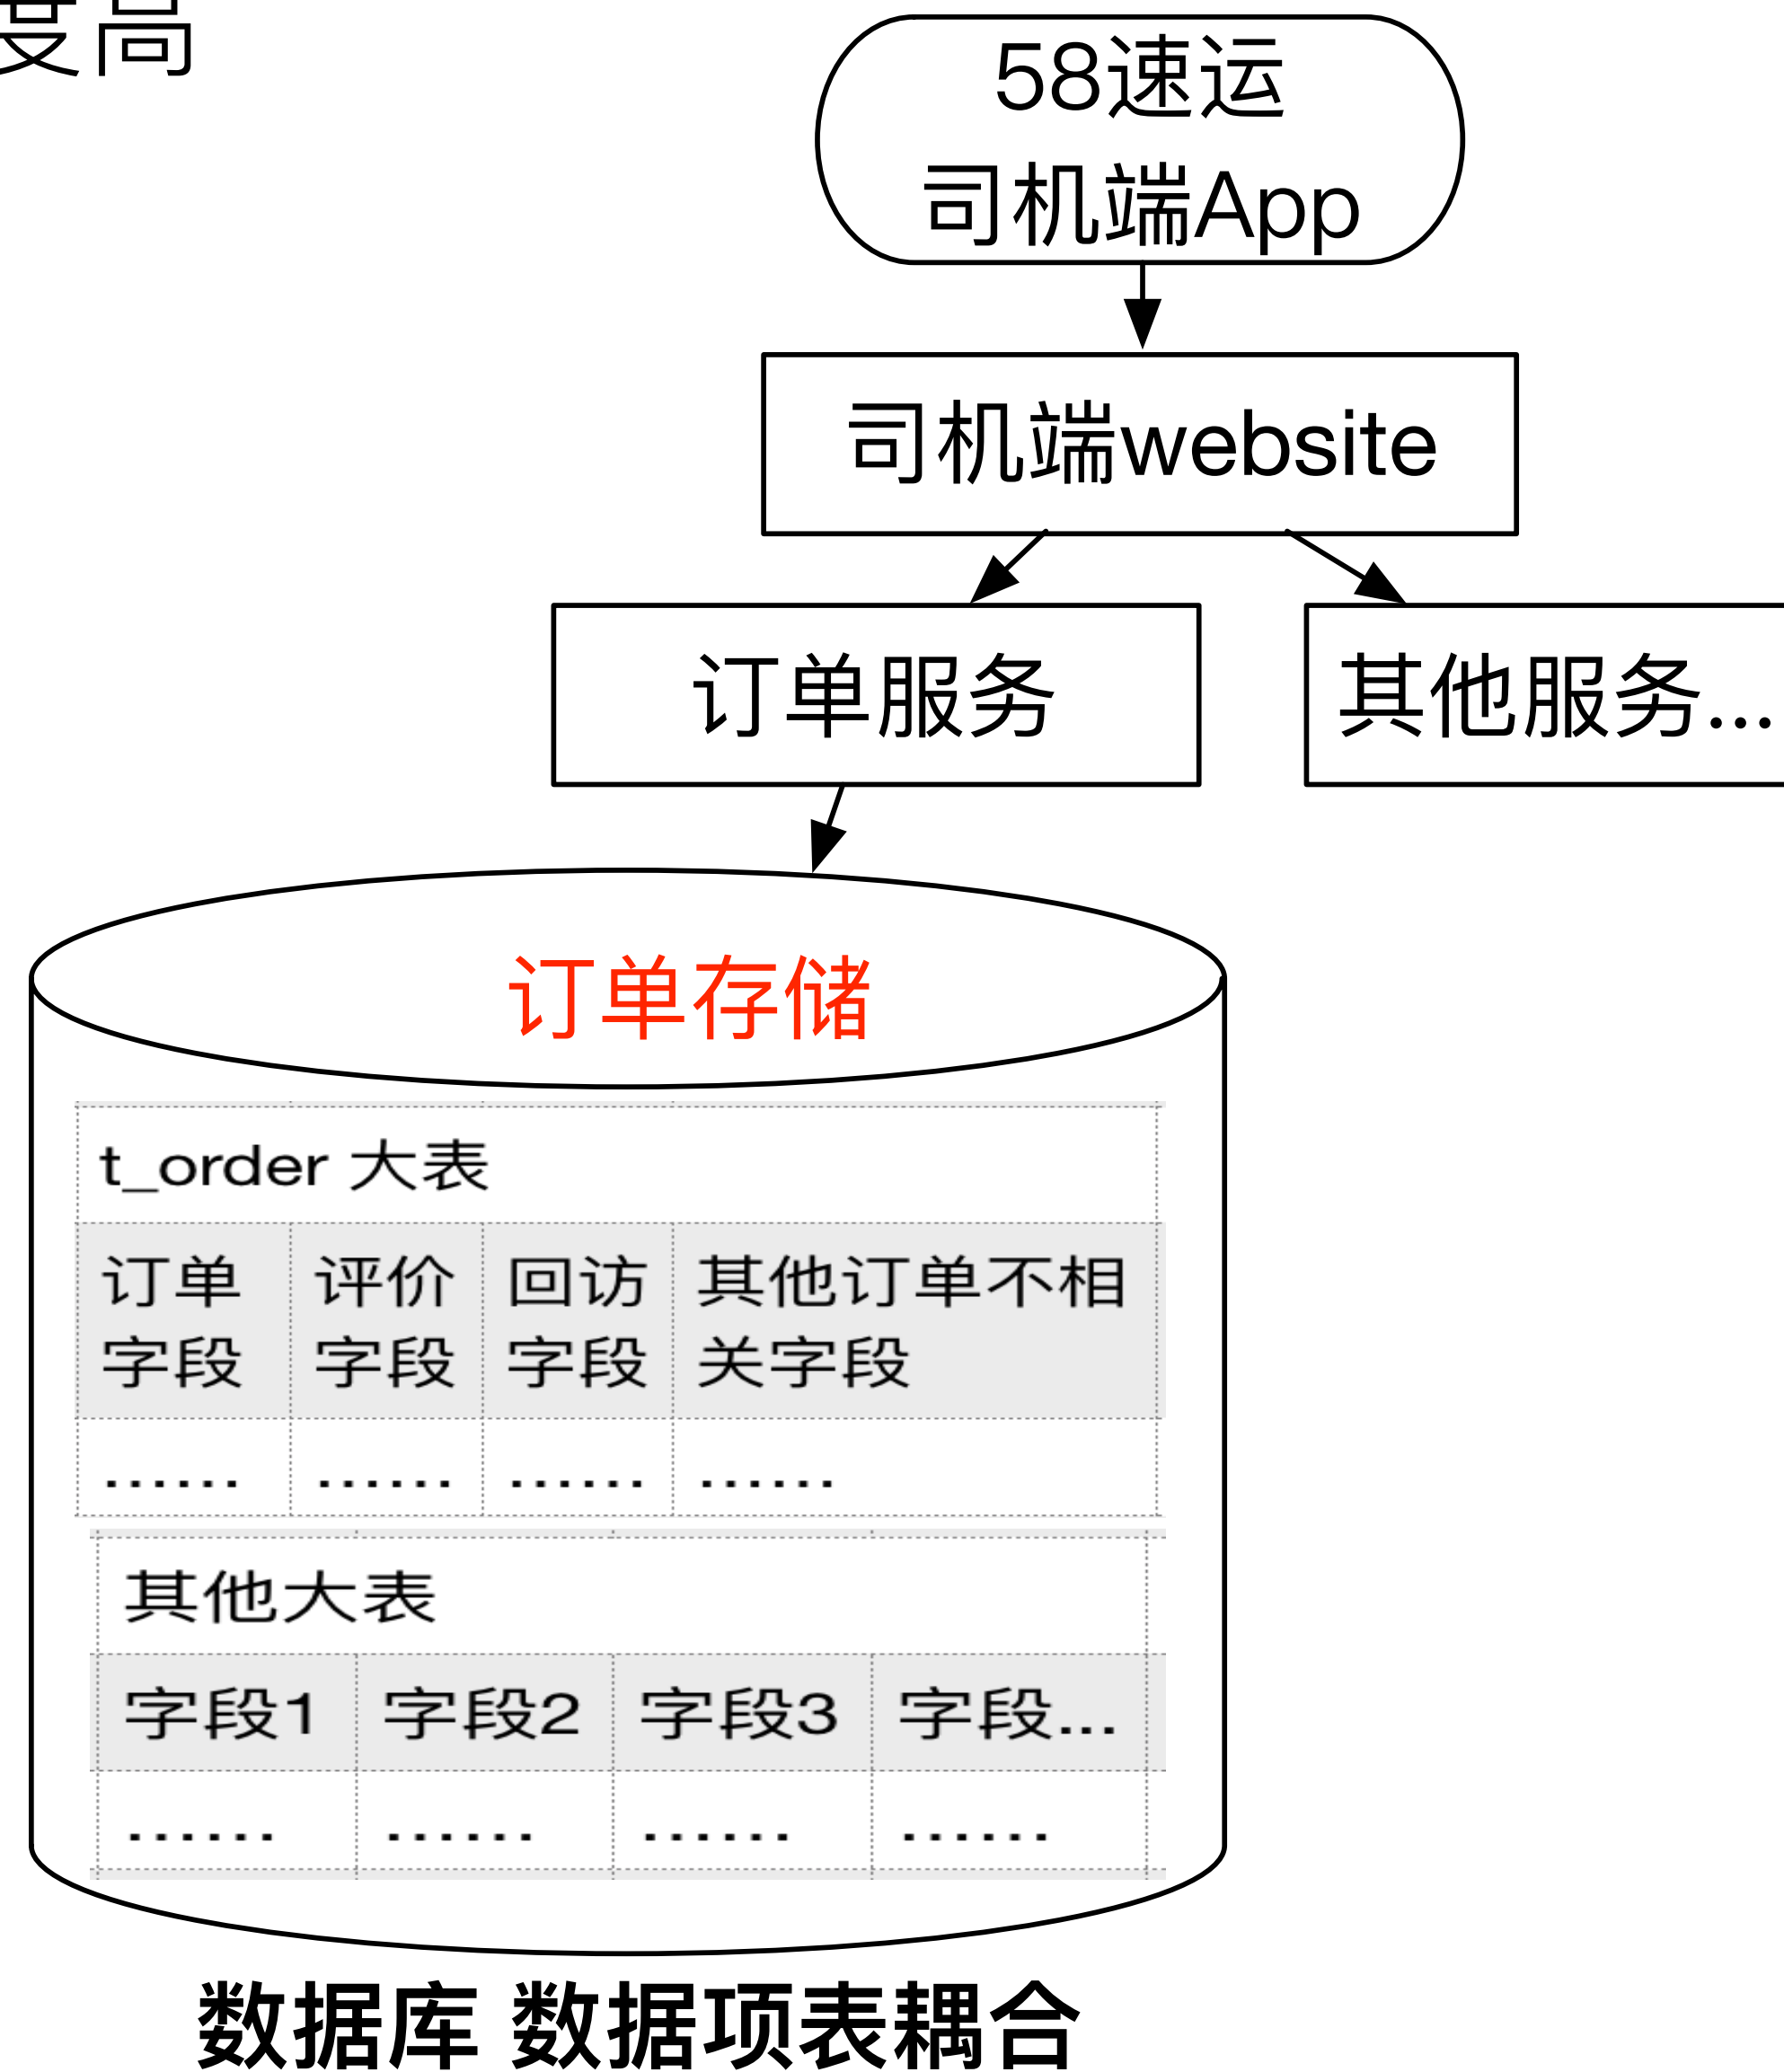 度高
58速运
司机端App
司机端website
订单服务
其他服务...
订单存储
t_order 大表
订单字段 评价字段 回访字段 其他订单不相关字段
...... ...... ...... ......
其他大表
字段1 字段2 字段3 字段...
...... ...... ...... ......
数据库 数据项表耦合